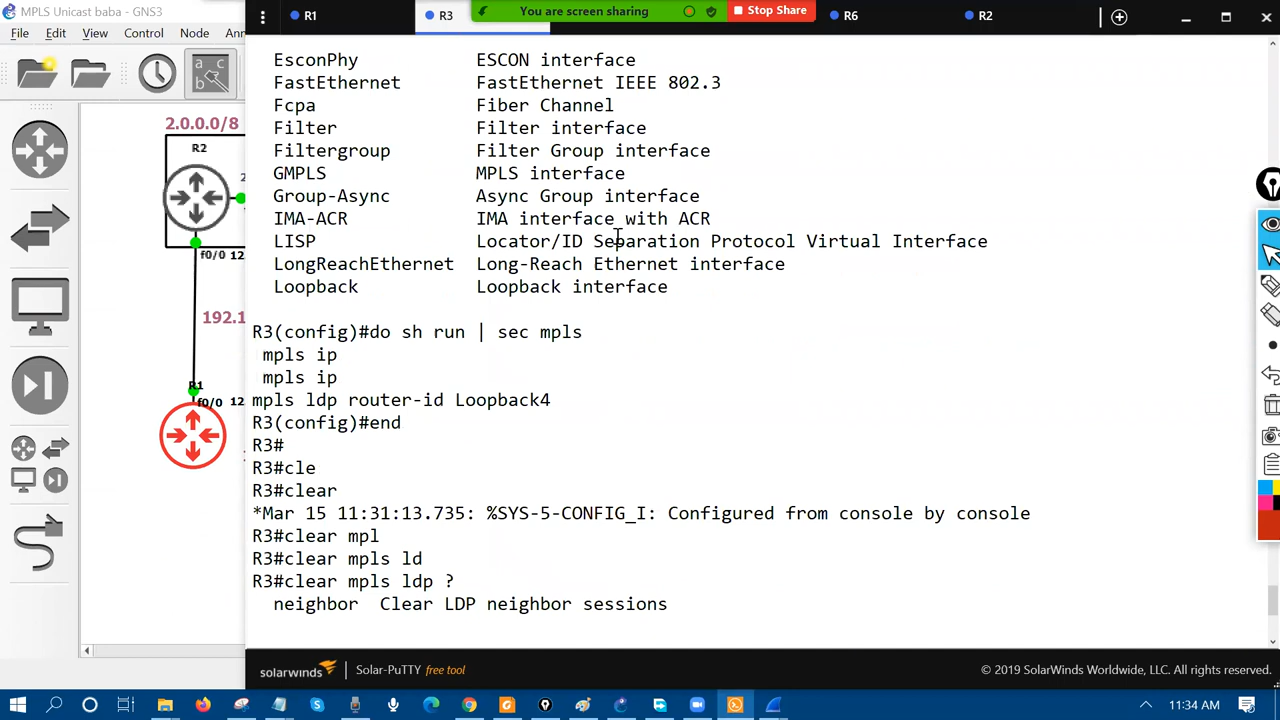 MPLS Unicast baba - GNS3
File Edit View Control Node Ann
R1
R3
You are screen sharing
Stop Share
R6
R2
2.0.0.0/8
R2
f0/0 12
192.1
R1
f0/0 12
EsconPhy ESCON interface
FastEthernet FastEthernet IEEE 802.3
Fcpa Fiber Channel
Filter Filter interface
Filtergroup Filter Group interface
GMPLS MPLS interface
Group-Async Async Group interface
IMA-ACR IMA interface with ACR
LISP Locator/ID Separation Protocol Virtual Interface
LongReachEthernet Long-Reach Ethernet interface
Loopback Loopback interface
R3(config)#do sh run | sec mpls
mpls ip
mpls ip
mpls ldp router-id Loopback4
R3(config)#end
R3#
R3#cle
R3#clear
*Mar 15 11:31:13.735: %SYS-5-CONFIG_I: Configured from console by console
R3#clear mpl
R3#clear mpls ld
R3#clear mpls ldp ?
neighbor Clear LDP neighbor sessions
solarwinds Solar-PuTTY free tool
© 2019 SolarWinds Worldwide, LLC. All rights reserved.
11:34 AM